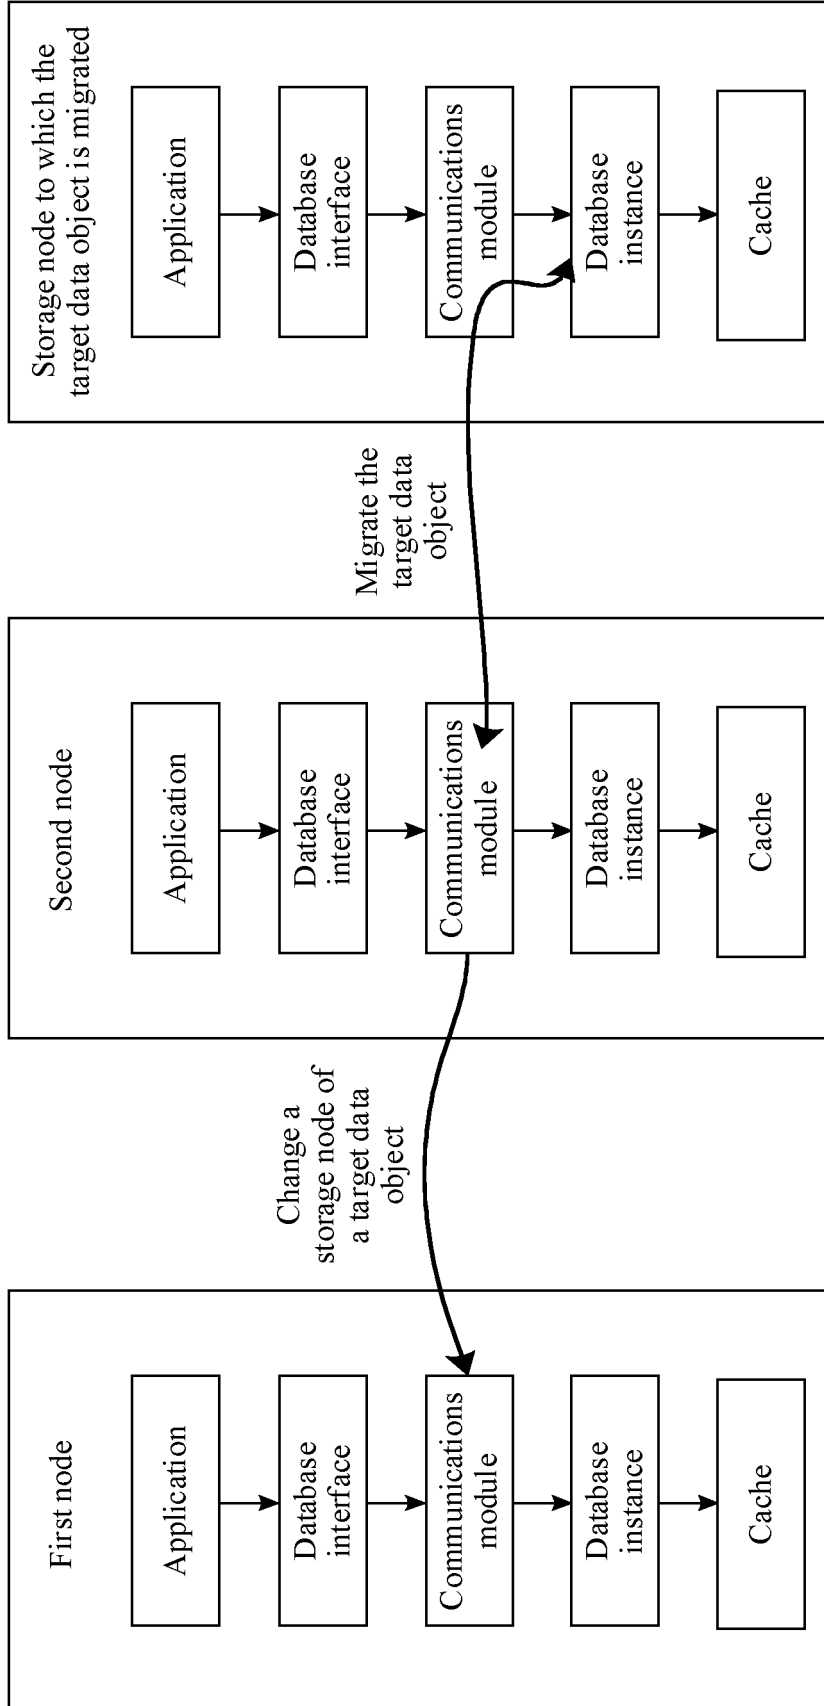 First node
Application
Database
interface
Communications
module
Database
instance
Cache
Change a
storage node of
a target data
object
Second node
Application
Database
interface
Communications
module
Database
instance
Cache
Migrate the
target data
object
Storage node to which the
target data object is migrated
Application
Database
interface
Communications
module
Database
instance
Cache